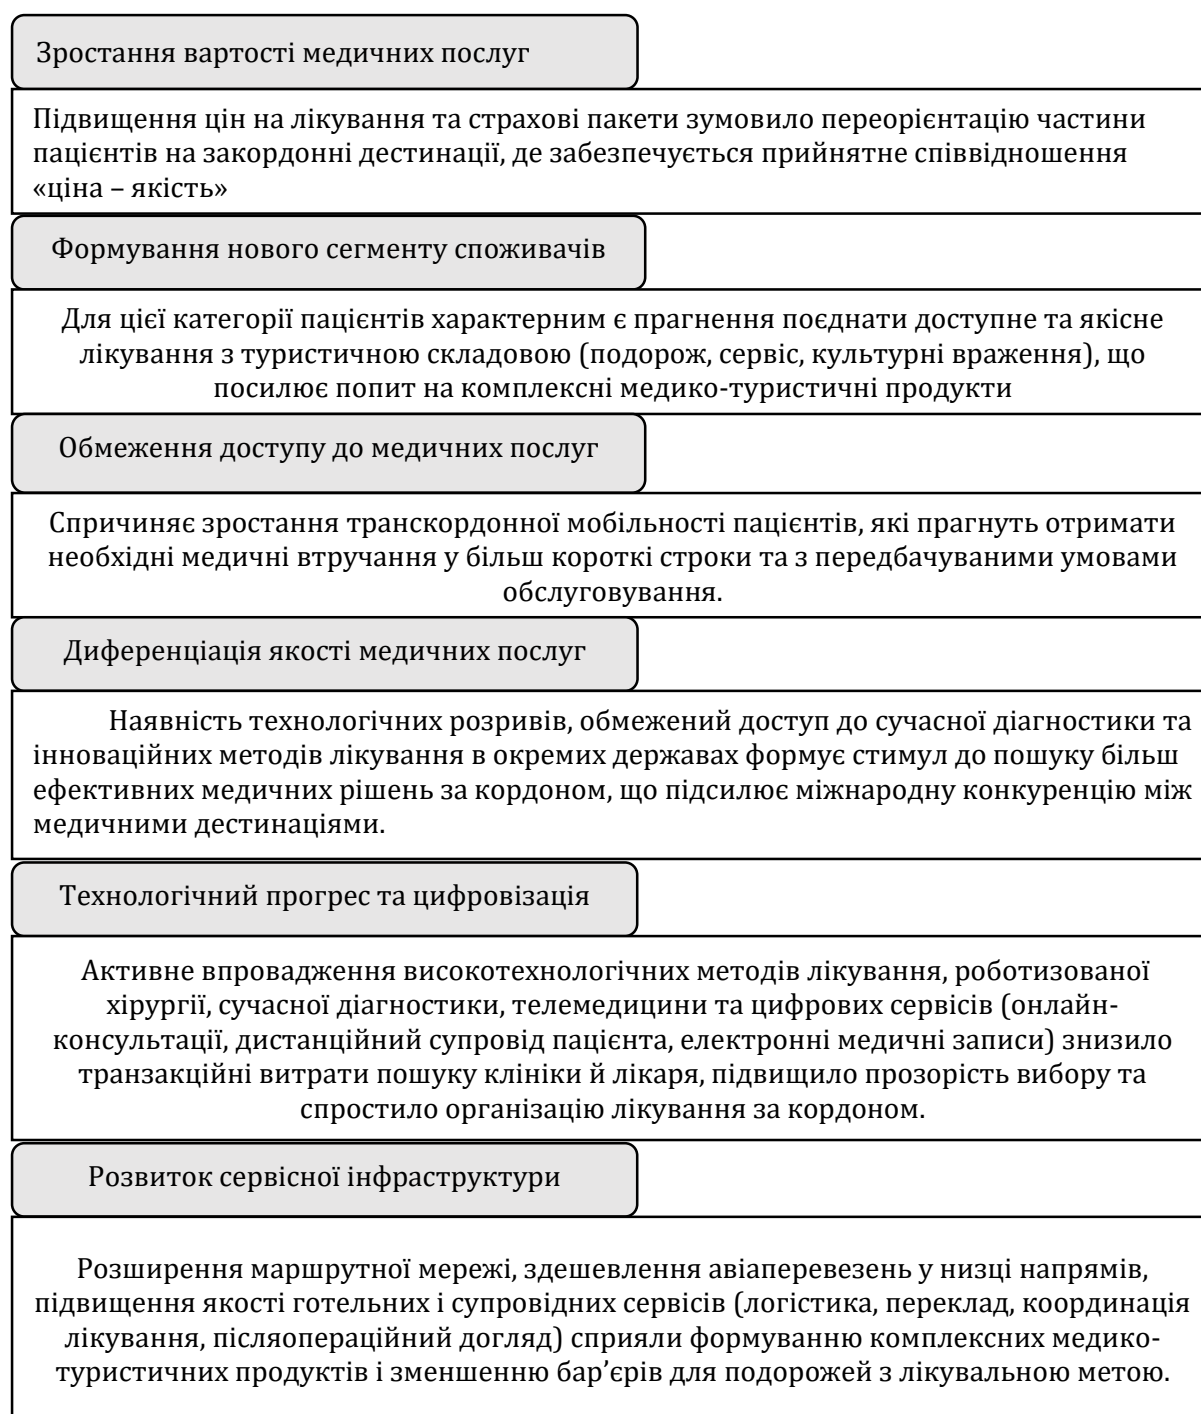 Зростання вартості медичних послуг
Підвищення цін на лікування та страхові пакети зумовило переорієнтацію частини
пацієнтів на закордонні дестинації, де забезпечується прийнятне співвідношення
«ціна – якість»
Формування нового сегменту споживачів
Для цієї категорії пацієнтів характерним є прагнення поєднати доступне та якісне
лікування з туристичною складовою (подорож, сервіс, культурні враження), що
посилює попит на комплексні медико-туристичні продукти
Обмеження доступу до медичних послуг
Спричиняє зростання транскордонної мобільності пацієнтів, які прагнуть отримати
необхідні медичні втручання у більш короткі строки та з передбачуваними умовами
обслуговування.
Диференціація якості медичних послуг
Наявність технологічних розривів, обмежений доступ до сучасної діагностики та
інноваційних методів лікування в окремих державах формує стимул до пошуку більш
ефективних медичних рішень за кордоном, що підсилює міжнародну конкуренцію між
медичними дестинаціями.
Технологічний прогрес та цифровізація
Активне впровадження високотехнологічних методів лікування, роботизованої
хірургії, сучасної діагностики, телемедицини та цифрових сервісів (онлайн-
консультації, дистанційний супровід пацієнта, електронні медичні записи) знизило
транзакційні витрати пошуку клініки й лікаря, підвищило прозорість вибору та
спростило організацію лікування за кордоном.
Розвиток сервісної інфраструктури
Розширення маршрутної мережі, здешевлення авіаперевезень у низці напрямів,
підвищення якості готельних і супровідних сервісів (логістика, переклад, координація
лікування, післяопераційний догляд) сприяли формуванню комплексних медико-
туристичних продуктів і зменшенню бар’єрів для подорожей з лікувальною метою.